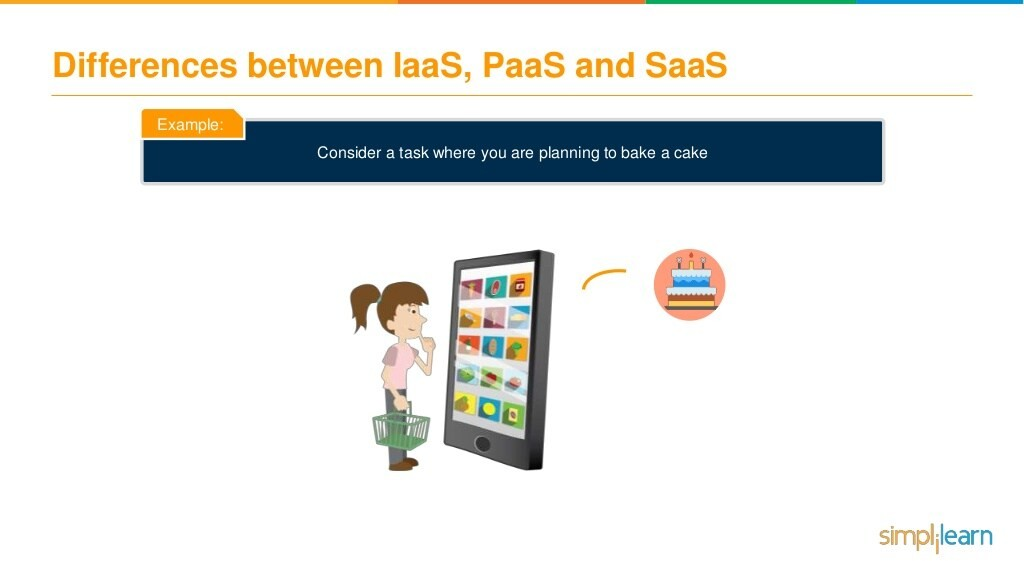 Differences between IaaS, PaaS and SaaS
Example:
Consider a task where you are planning to bake a cake
simplilearn